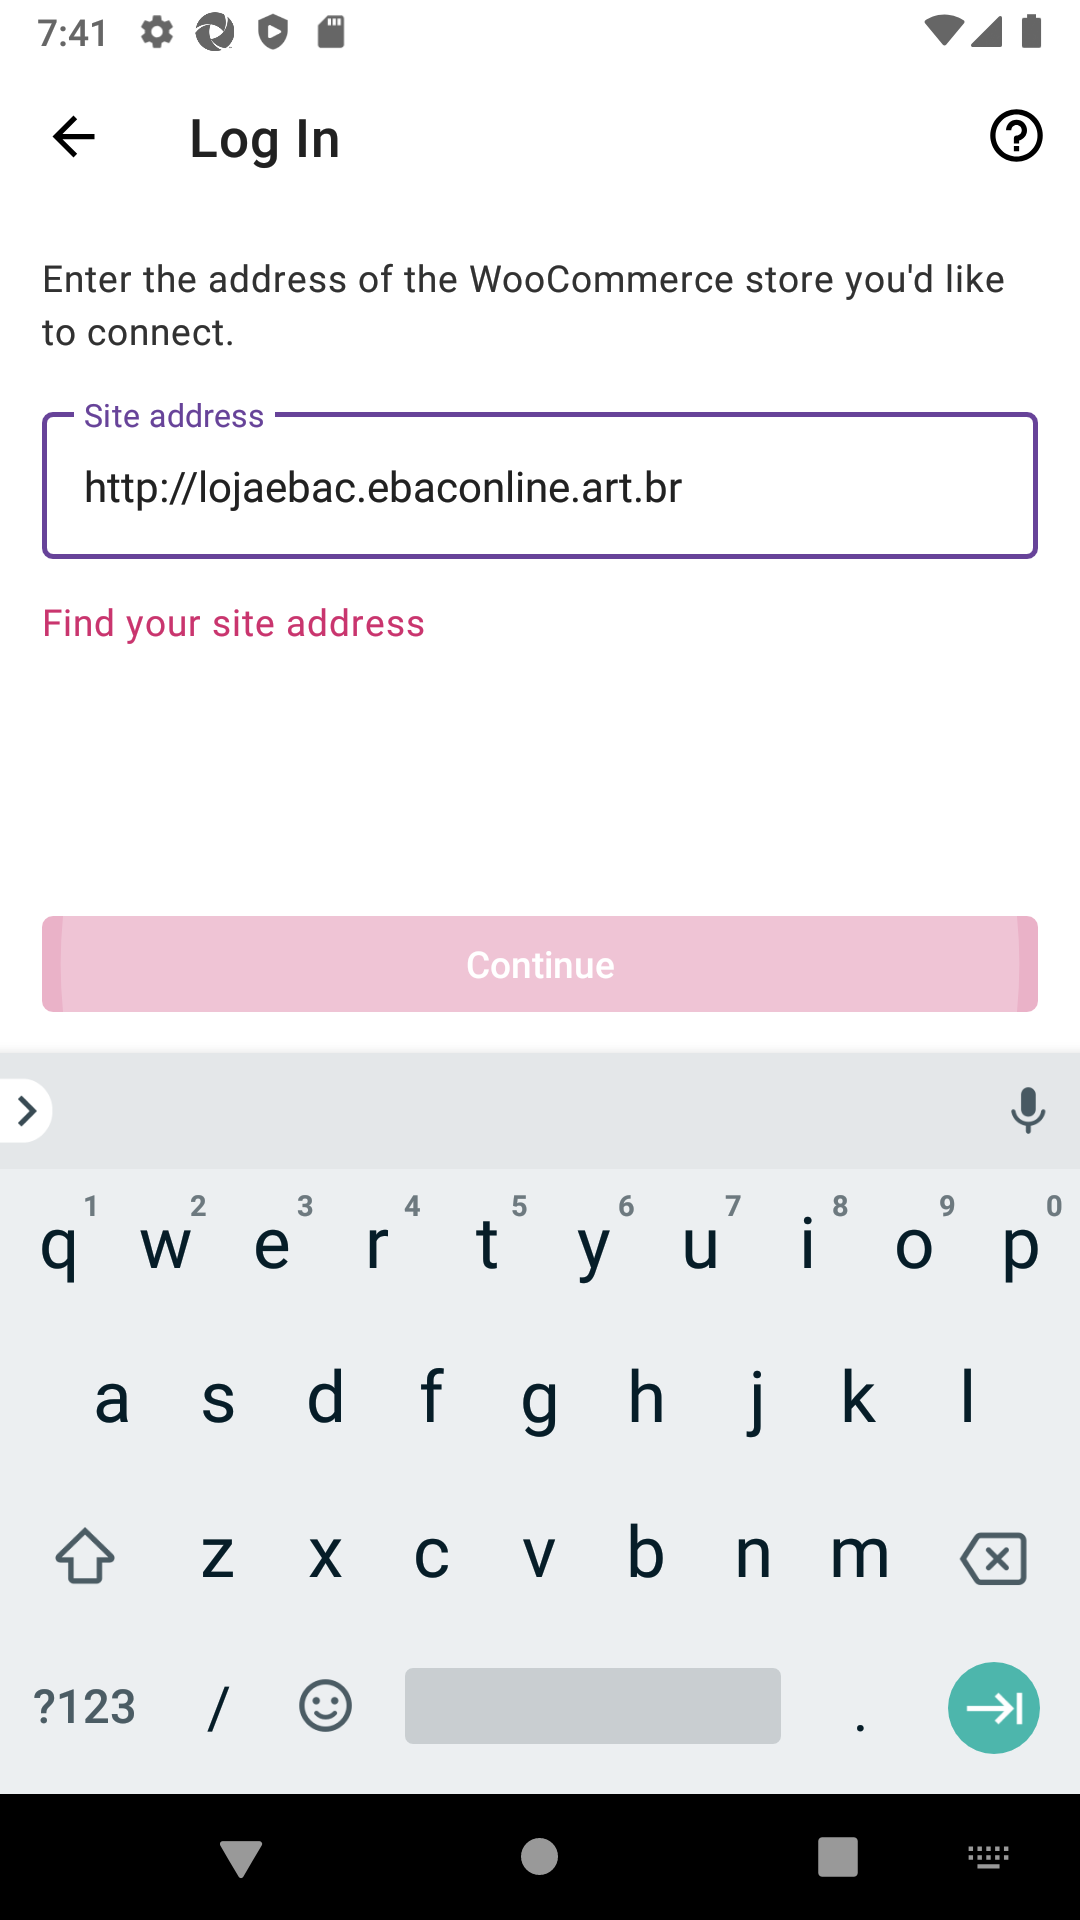 7:41
Log In
Enter the address of the WooCommerce store you'd like
to connect.
Site address
http://lojaebac.ebaconline.art.br
Find your site address
Continue
1 2 3 4 5 6 7 8 9 0
q w e r t y u i o p
a s d f g h j k l
z x c v b n m
?123 / .